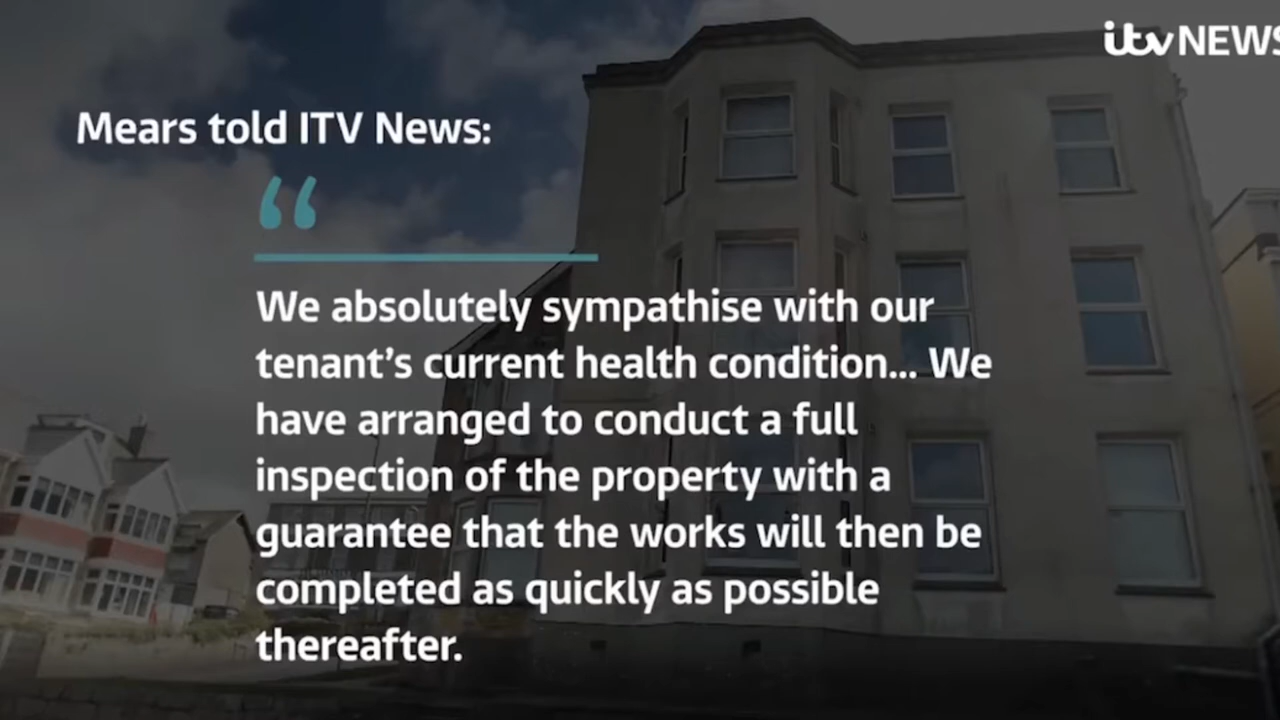 itv NEWS
Mears told ITV News:
“
We absolutely sympathise with our
tenant’s current health condition... We
have arranged to conduct a full
inspection of the property with a
guarantee that the works will then be
completed as quickly as possible
thereafter.